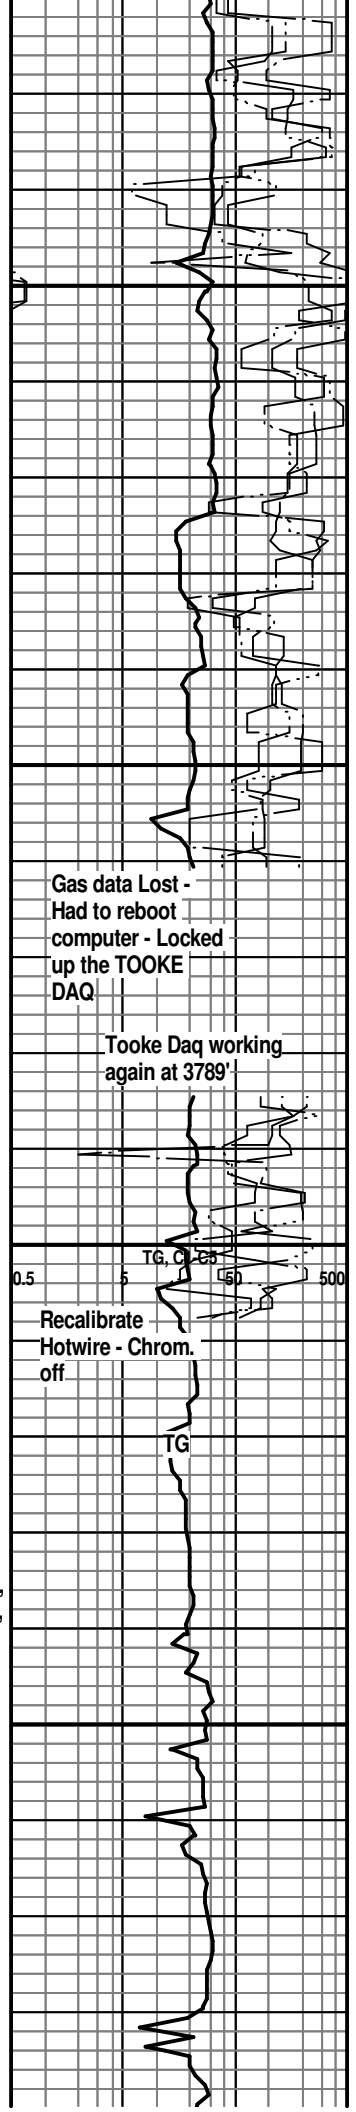 Gas data Lost -
Had to reboot
computer - Locked
up the TOOKE
DAQ
Tooke Daq working
again at 3789'
TG, C1-C5
0.5 5 50 500
Recalibrate
Hotwire - Chrom.
off
TG